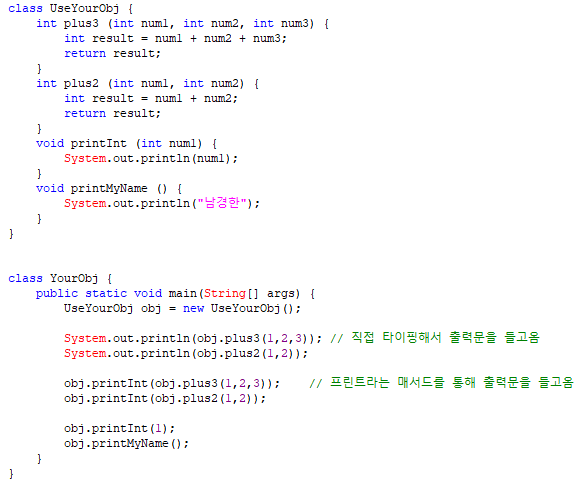 class UseYourObj {
    int plus3 (int num1, int num2, int num3) {
        int result = num1 + num2 + num3;
        return result;
    }
    int plus2 (int num1, int num2) {
        int result = num1 + num2;
        return result;
    }
    void printInt (int num1) {
        System.out.println(num1);
    }
    void printMyName () {
        System.out.println("남경한");
    }
}
class YourObj {
    public static void main(String[] args) {
        UseYourObj obj = new UseYourObj();
        System.out.println(obj.plus3(1,2,3)); // 직접 타이핑해서 출력문을 들고옴
        System.out.println(obj.plus2(1,2));
        obj.printInt(obj.plus3(1,2,3));    // 프린트라는 매서드를 통해 출력문을 들고옴
        obj.printInt(obj.plus2(1,2));
        obj.printInt(1);
        obj.printMyName();
    }
}